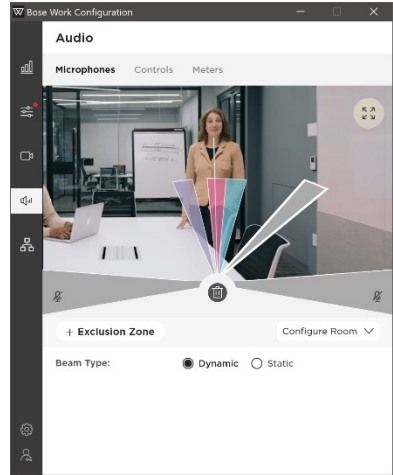 Bose Work Configuration
Audio
Microphones Controls Meters
+ Exclusion Zone Configure Room
Beam Type: Dynamic Static